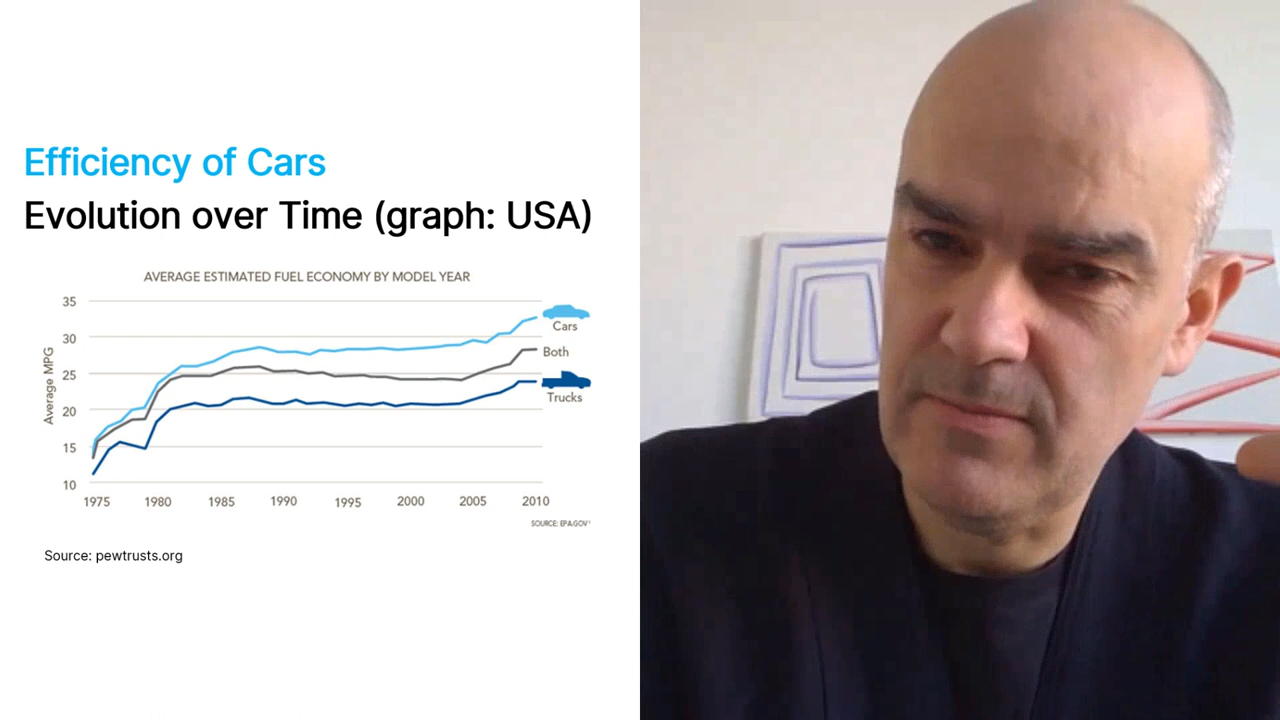 Efficiency of Cars
Evolution over Time (graph: USA)
AVERAGE ESTIMATED FUEL ECONOMY BY MODEL YEAR
Average MPG
35
30
25
20
15
10
Cars
Both
Trucks
1975 1980 1985 1990 1995 2000 2005 2010
SOURCE: EPA.GOV¹
Source: pewtrusts.org